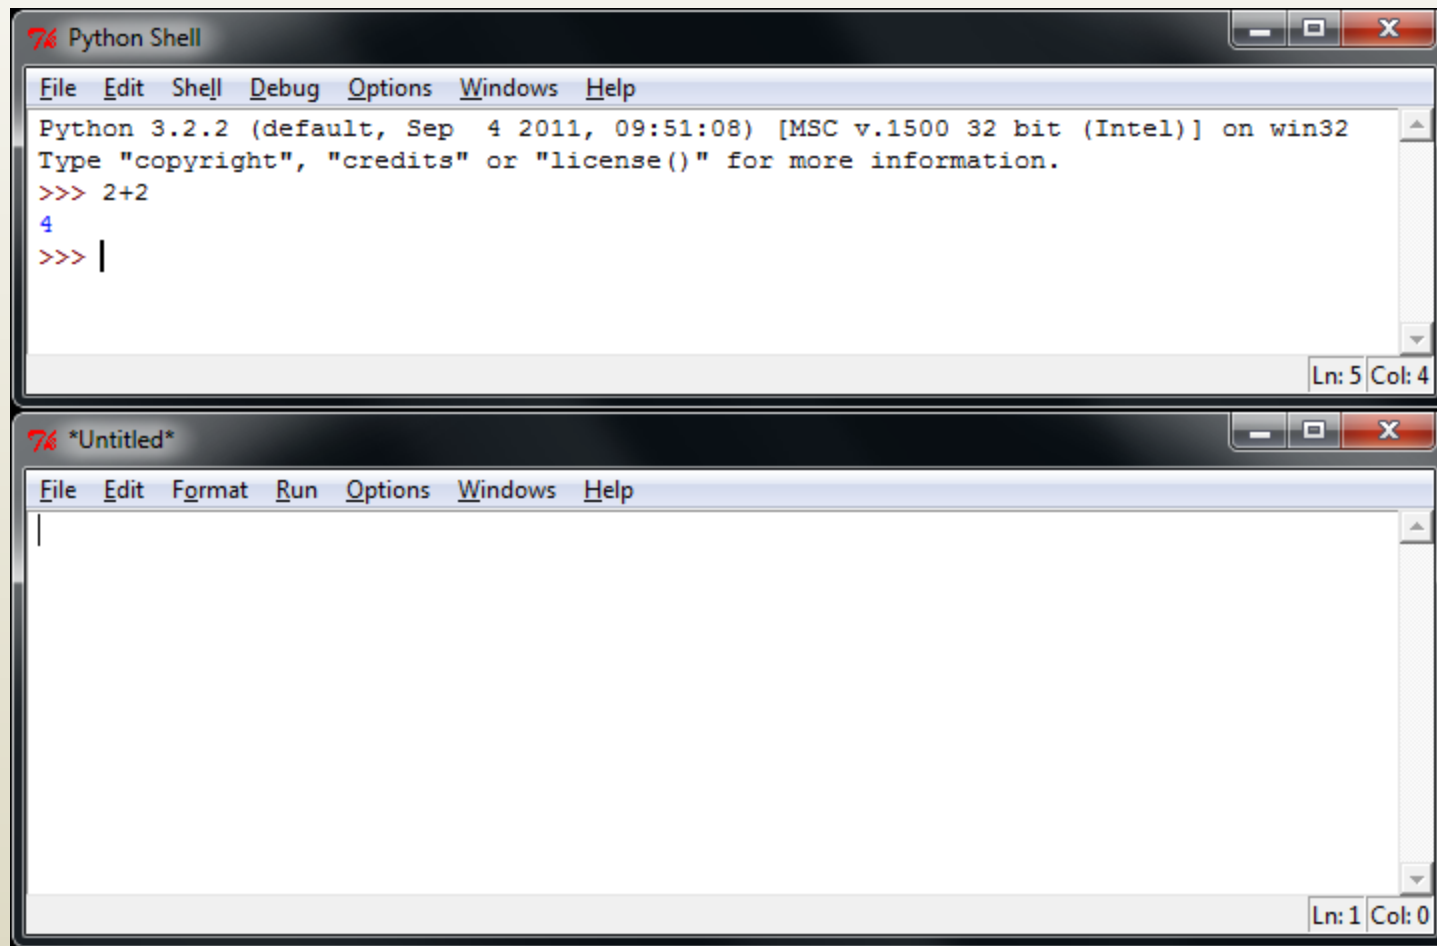 Python Shell
File Edit Shell Debug Options Windows Help
Python 3.2.2 (default, Sep  4 2011, 09:51:08) [MSC v.1500 32 bit (Intel)] on win32
Type "copyright", "credits" or "license()" for more information.
>>> 2+2
4
>>>
Ln: 5 Col: 4
*Untitled*
File Edit Format Run Options Windows Help
Ln: 1 Col: 0